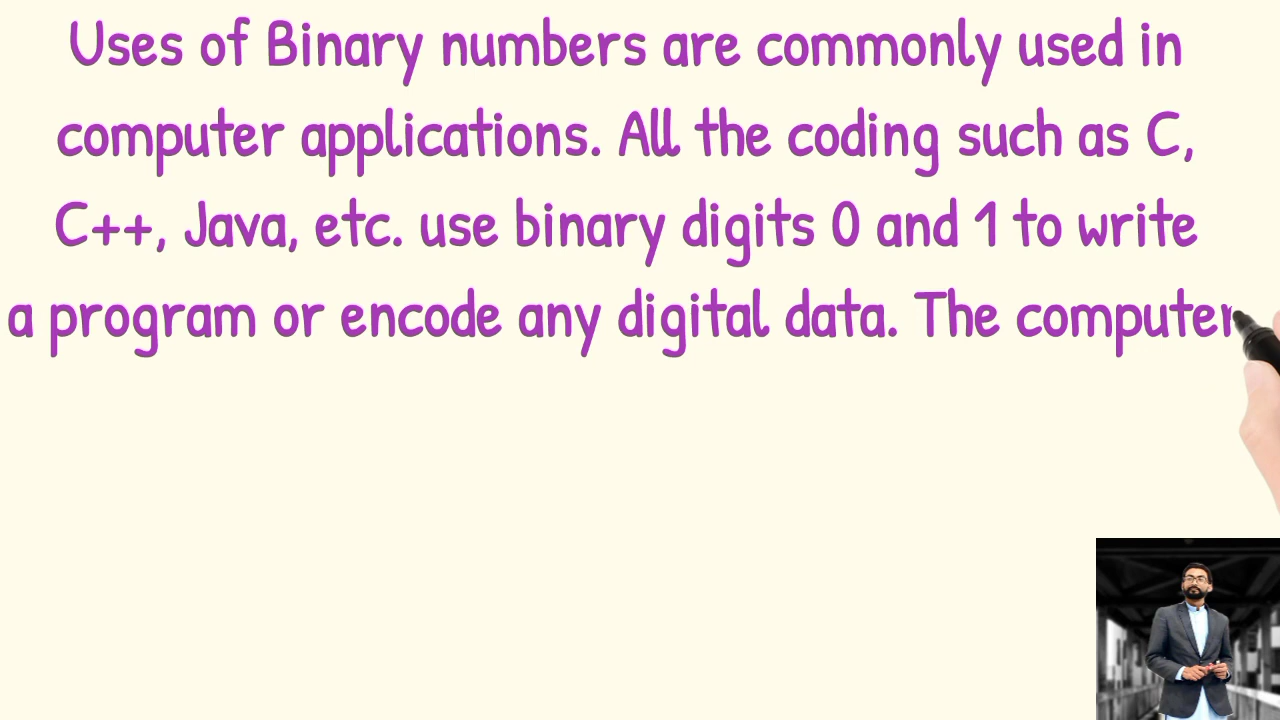 Uses of Binary numbers are commonly used in
computer applications. All the coding such as C,
C++, Java, etc. use binary digits 0 and 1 to write
a program or encode any digital data. The computer